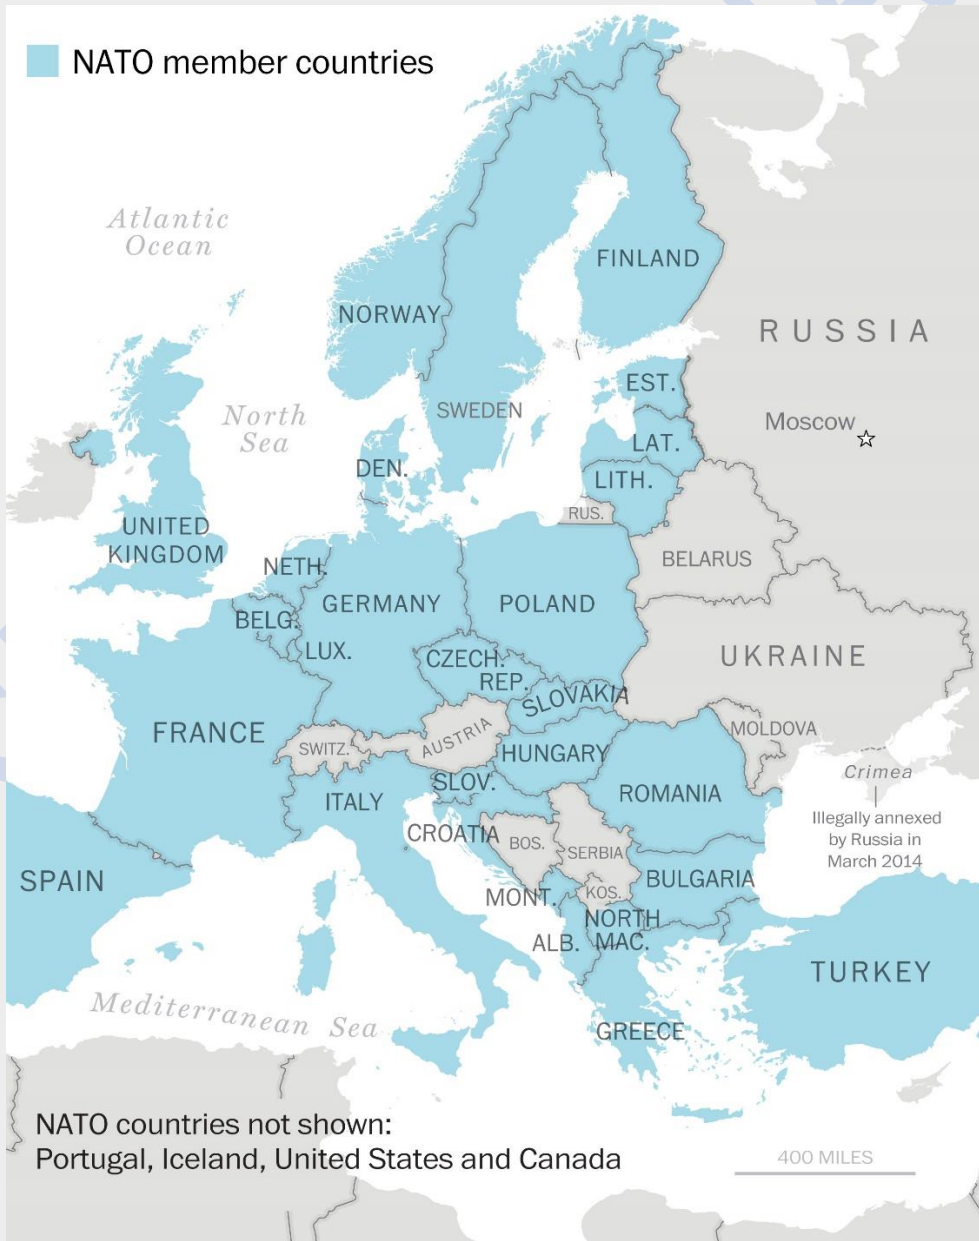 NATO member countries
Atlantic
Ocean
FINLAND
NORWAY
RUSSIA
EST.
SWEDEN
North
Sea
Moscow
LAT.
DEN.
LITH.
RUS.
UNITED
KINGDOM
BELARUS
NETH.
GERMANY
POLAND
BELG.
LUX.
UKRAINE
CZECH.
REP.
SLOVAKIA
FRANCE
SWITZ.
AUSTRIA
MOLDOVA
HUNGARY
Crimea
SLOV.
ITALY
ROMANIA
Illegally annexed
by Russia in
March 2014
CROATIA
BOS.
SERBIA
SPAIN
BULGARIA
KOS.
MONT.
NORTH
MAC.
ALB.
TURKEY
Mediterranean Sea
GREECE
NATO countries not shown:
Portugal, Iceland, United States and Canada
400 MILES